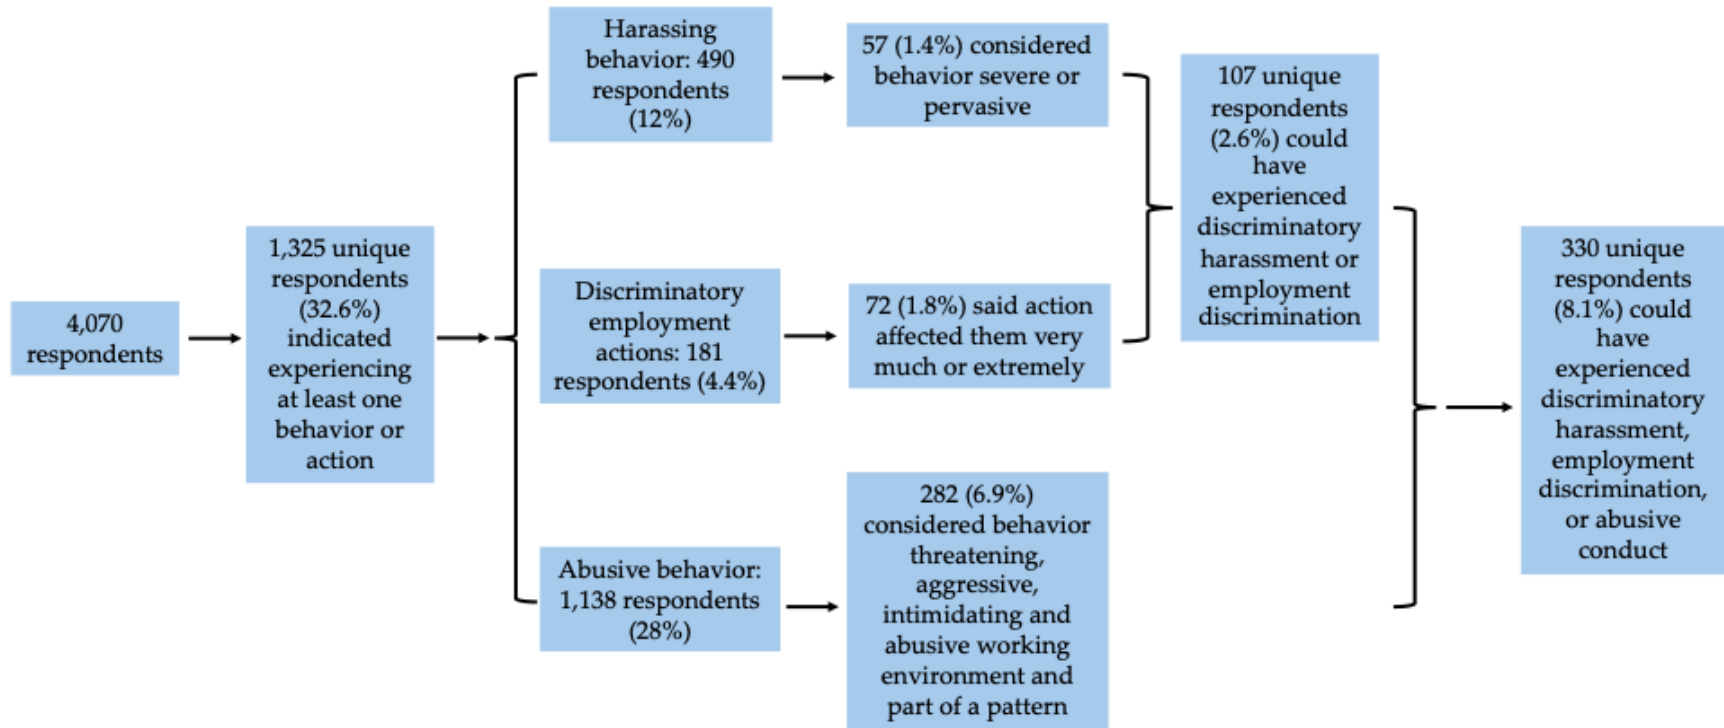 4,070
respondents
1,325 unique
respondents
(32.6%)
indicated
experiencing
at least one
behavior or
action
Harassing
behavior: 490
respondents
(12%)
57 (1.4%) considered
behavior severe or
pervasive
Discriminatory
employment
actions: 181
respondents (4.4%)
72 (1.8%) said action
affected them very
much or extremely
107 unique
respondents
(2.6%) could
have
experienced
discriminatory
harassment or
employment
discrimination
Abusive behavior:
1,138 respondents
(28%)
282 (6.9%)
considered behavior
threatening,
aggressive,
intimidating and
abusive working
environment and
part of a pattern
330 unique
respondents
(8.1%) could
have
experienced
discriminatory
harassment,
employment
discrimination,
or abusive
conduct